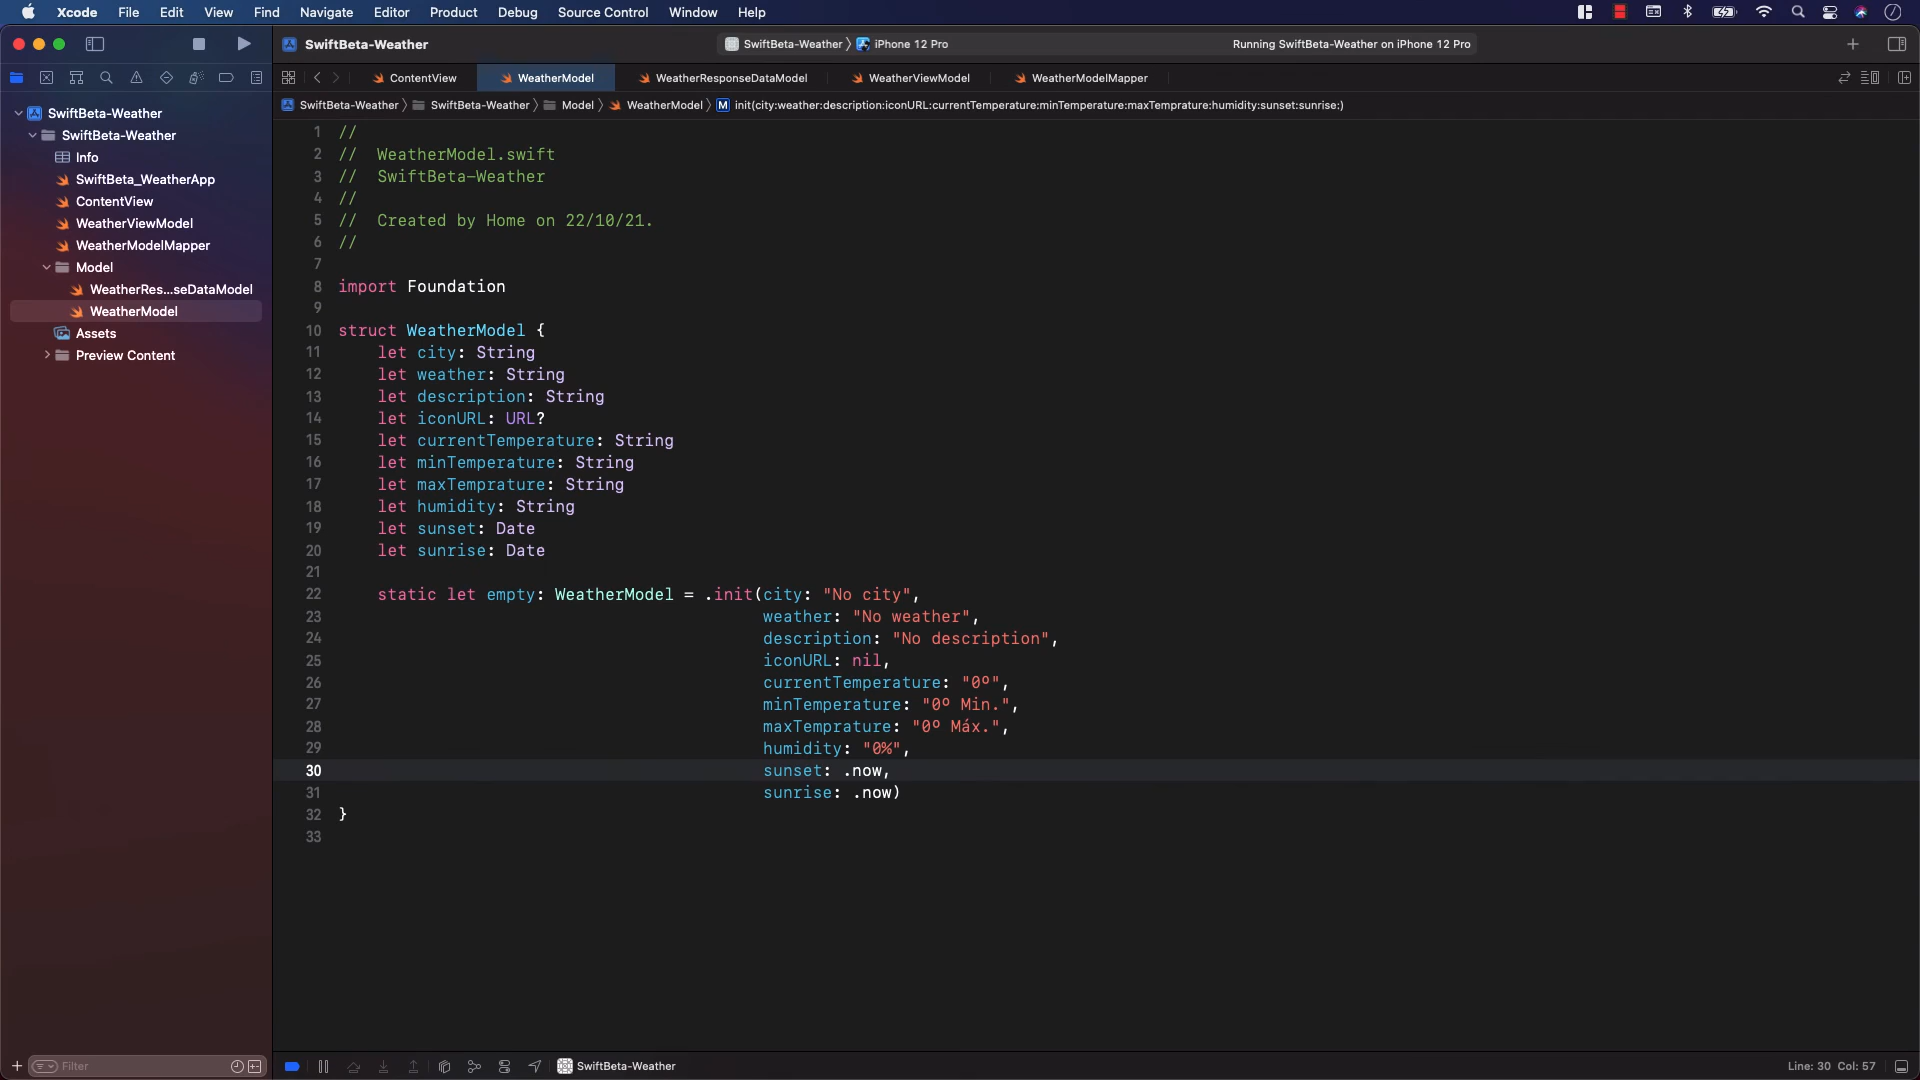 Xcode File Edit View Find Navigate Editor Product Debug Source Control Window Help
SwiftBeta-Weather SwiftBeta-Weather iPhone 12 Pro Running SwiftBeta-Weather on iPhone 12 Pro
ContentView WeatherModel WeatherResponseDataModel WeatherViewModel WeatherModelMapper
SwiftBeta-Weather SwiftBeta-Weather Model WeatherModel M init(city:weather:description:iconURL:currentTemperature:minTemperature:maxTemprature:humidity:sunset:sunrise:)
SwiftBeta-Weather
SwiftBeta-Weather
Info
SwiftBeta_WeatherApp
ContentView
WeatherViewModel
WeatherModelMapper
Model
WeatherRes...seDataModel
WeatherModel
Assets
Preview Content
1 //
2 //  WeatherModel.swift
3 //  SwiftBeta-Weather
4 //
5 //  Created by Home on 22/10/21.
6 //
7
8 import Foundation
9
10 struct WeatherModel {
11     let city: String
12     let weather: String
13     let description: String
14     let iconURL: URL?
15     let currentTemperature: String
16     let minTemperature: String
17     let maxTemprature: String
18     let humidity: String
19     let sunset: Date
20     let sunrise: Date
21
22     static let empty: WeatherModel = .init(city: "No city",
23                                            weather: "No weather",
24                                            description: "No description",
25                                            iconURL: nil,
26                                            currentTemperature: "0º",
27                                            minTemperature: "0º Min.",
28                                            maxTemprature: "0º Máx.",
29                                            humidity: "0%",
30                                            sunset: .now,
31                                            sunrise: .now)
32 }
33
Filter SwiftBeta-Weather Line: 30 Col: 57